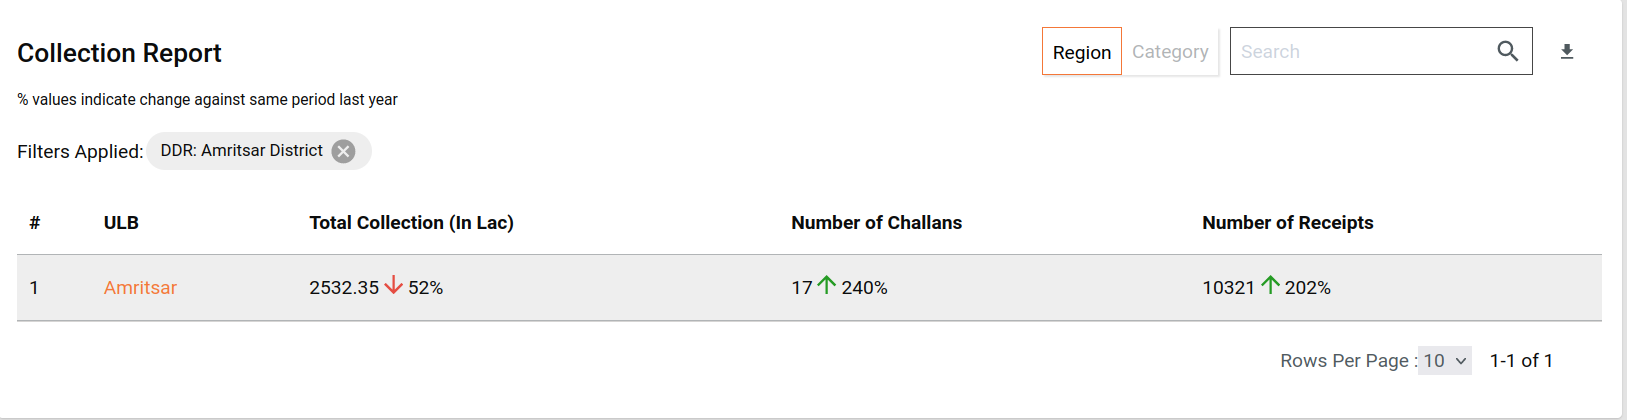 Collection Report
Region Category Search
% values indicate change against same period last year
Filters Applied: DDR: Amritsar District
# ULB Total Collection (In Lac) Number of Challans Number of Receipts
1 Amritsar 2532.35 52% 17 240% 10321 202%
Rows Per Page : 10 1-1 of 1